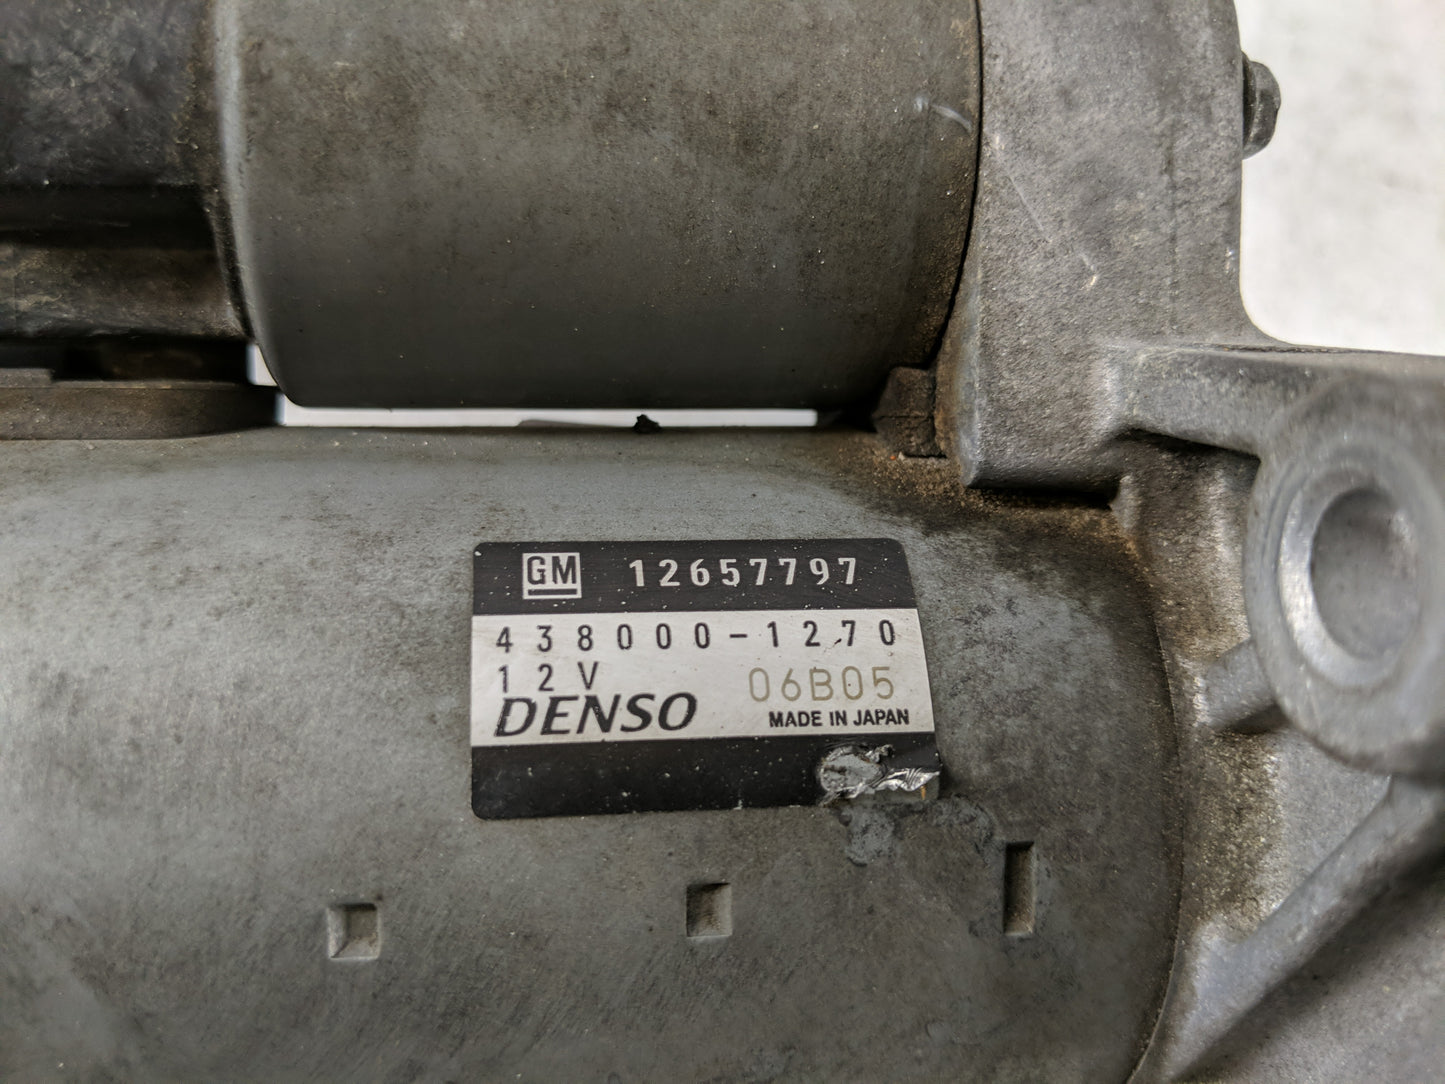 GM 12657797
438000-1270
12V 06B05
DENSO MADE IN JAPAN